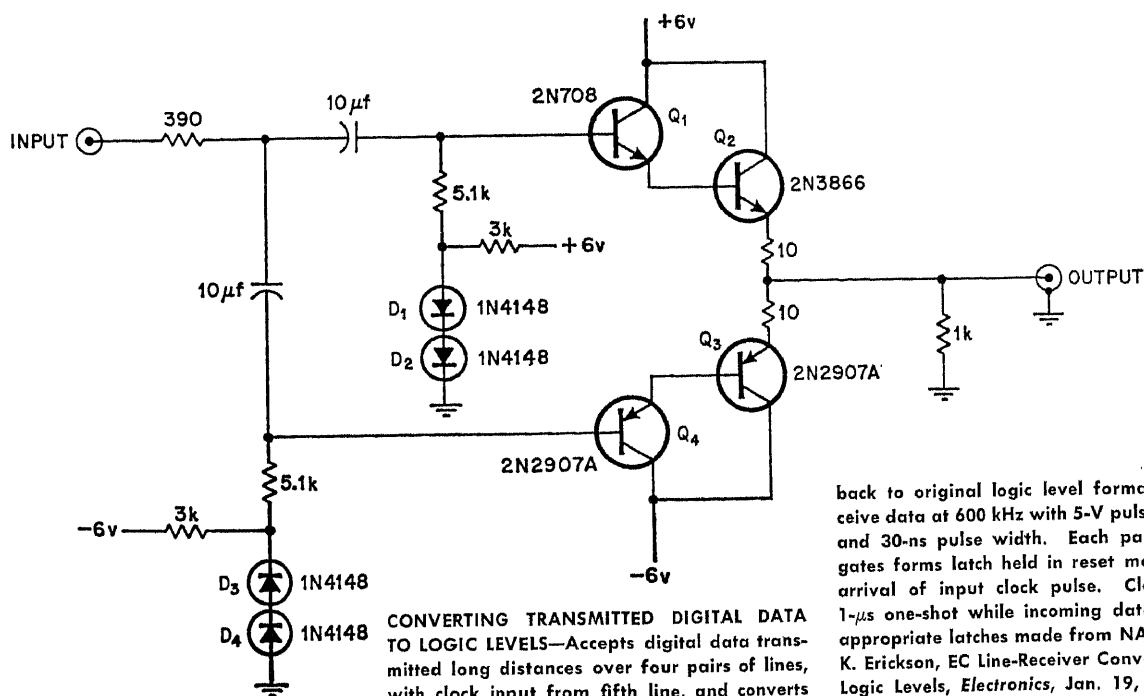 +6v
2N708
Q1
10 μf
390
INPUT
Q2
2N3866
5.1k
3k
+6v
10
10 μf
OUTPUT
D1
1N4148
10
1k
Q3
D2
1N4148
2N2907A
Q4
2N2907A
5.1k
-6v
3k
-6v
D3
1N4148
D4
1N4148
CONVERTING TRANSMITTED DIGITAL DATA
TO LOGIC LEVELS—Accepts digital data trans-
mitted long distances over four pairs of lines,
with clock input from fifth line, and converts
back to original logic level forma
ceive data at 600 kHz with 5-V puls
and 30-ns pulse width. Each pa
gates forms latch held in reset mo
arrival of input clock pulse. Clo
1-μs one-shot while incoming dat
appropriate latches made from NA
K. Erickson, EC Line-Receiver Conv
Logic Levels, Electronics, Jan. 19,